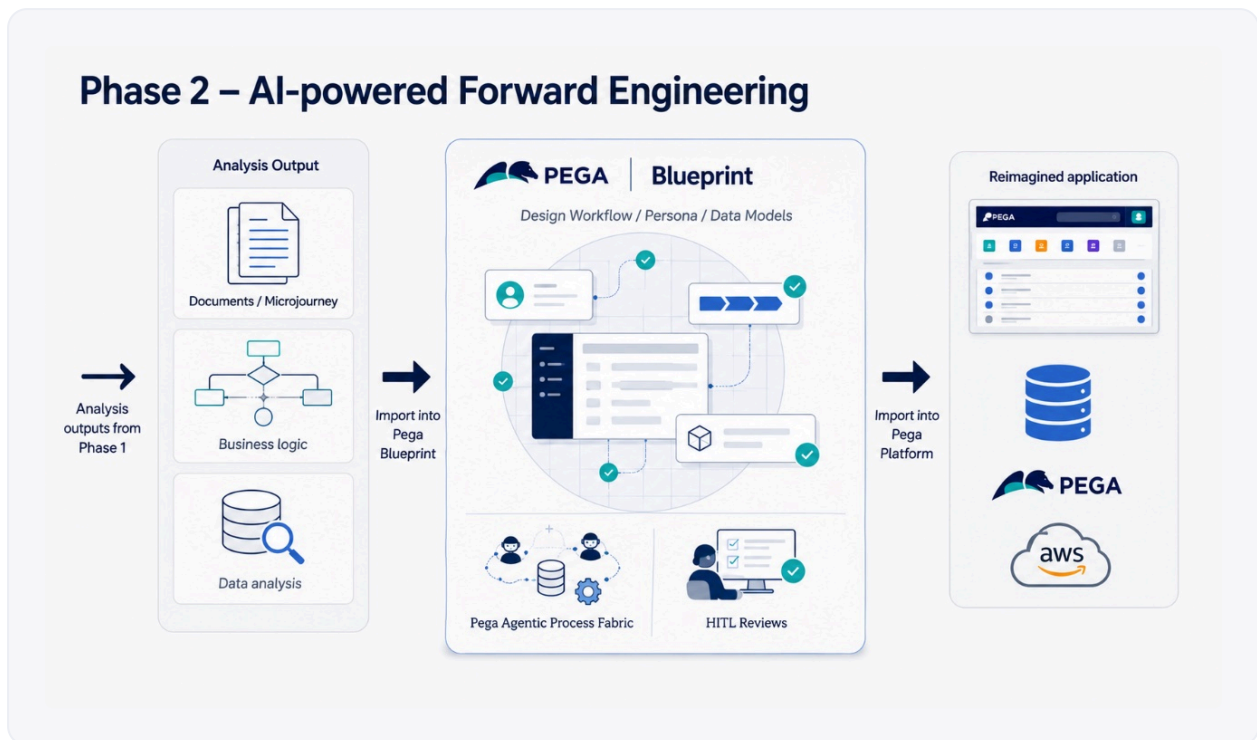 Phase 2 – AI-powered Forward Engineering
Analysis outputs from Phase 1
Analysis Output
Documents / Microjourney
Business logic
Data analysis
Import into Pega Blueprint
PEGA
Blueprint
Design Workflow / Persona / Data Models
Pega Agentic Process Fabric
HITL Reviews
Import into Pega Platform
Reimagined application
PEGA
PEGA
aws